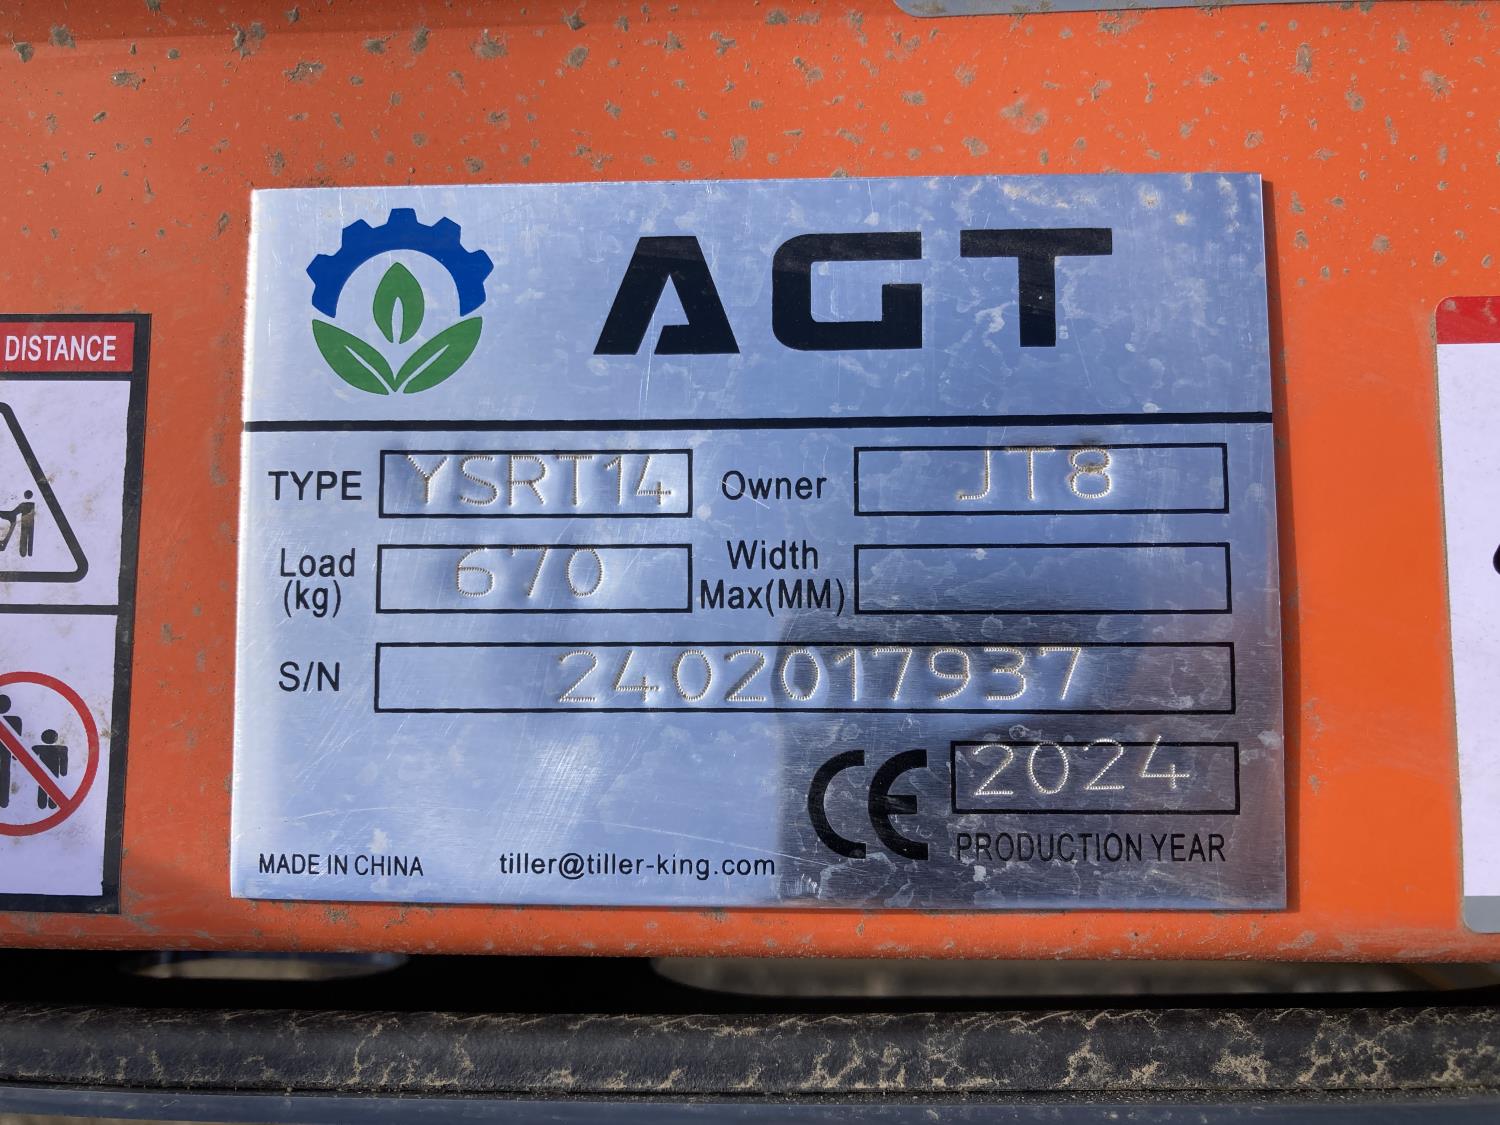 AGT
TYPE YSRT14 Owner JT8
Load (kg) 670 Width Max(MM)
S/N 2402017937
CE 2024
PRODUCTION YEAR
MADE IN CHINA tiller@tiller-king.com
DISTANCE